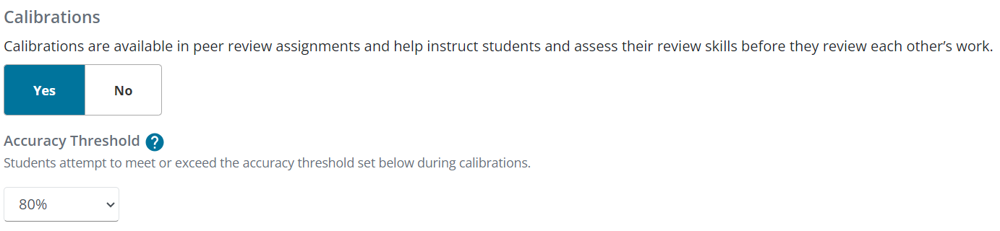 Calibrations
Calibrations are available in peer review assignments and help instruct students and assess their review skills before they review each other’s work.
Yes No
Accuracy Threshold ?
Students attempt to meet or exceed the accuracy threshold set below during calibrations.
80%